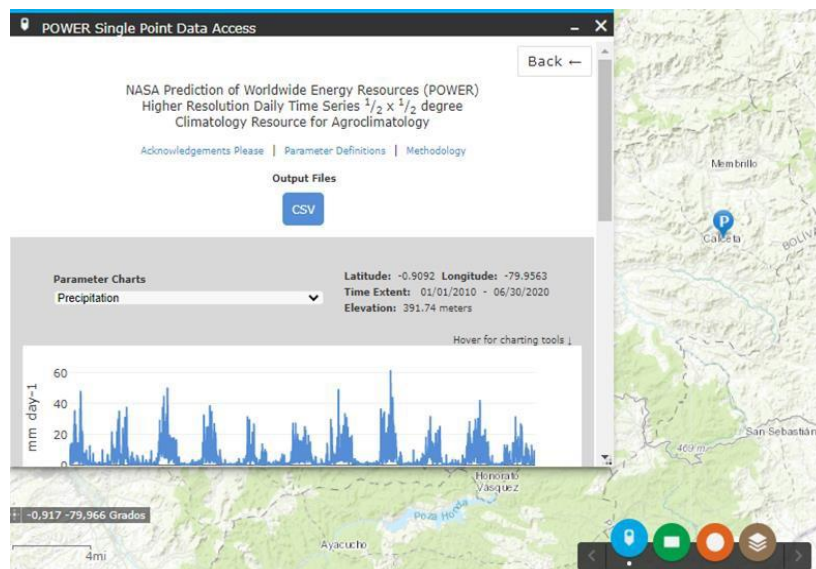 POWER Single Point Data Access
Back ←
NASA Prediction of Worldwide Energy Resources (POWER)
Higher Resolution Daily Time Series 1/2 x 1/2 degree
Climatology Resource for Agroclimatology
Acknowledgements Please | Parameter Definitions | Methodology
Output Files
CSV
Parameter Charts
Precipitation
Latitude: -0.9092 Longitude: -79.9563
Time Extent: 01/01/2010 - 06/30/2020
Elevation: 391.74 meters
Hover for charting tools ↓
mm day-1
60
40
20
0
Membrillo
P
Calceta
BOLÍV
San Sebastián
469 m
Honorato
Vásquez
Poza Honda
Ayacucho
-0,917 -79,966 Grados
4mi